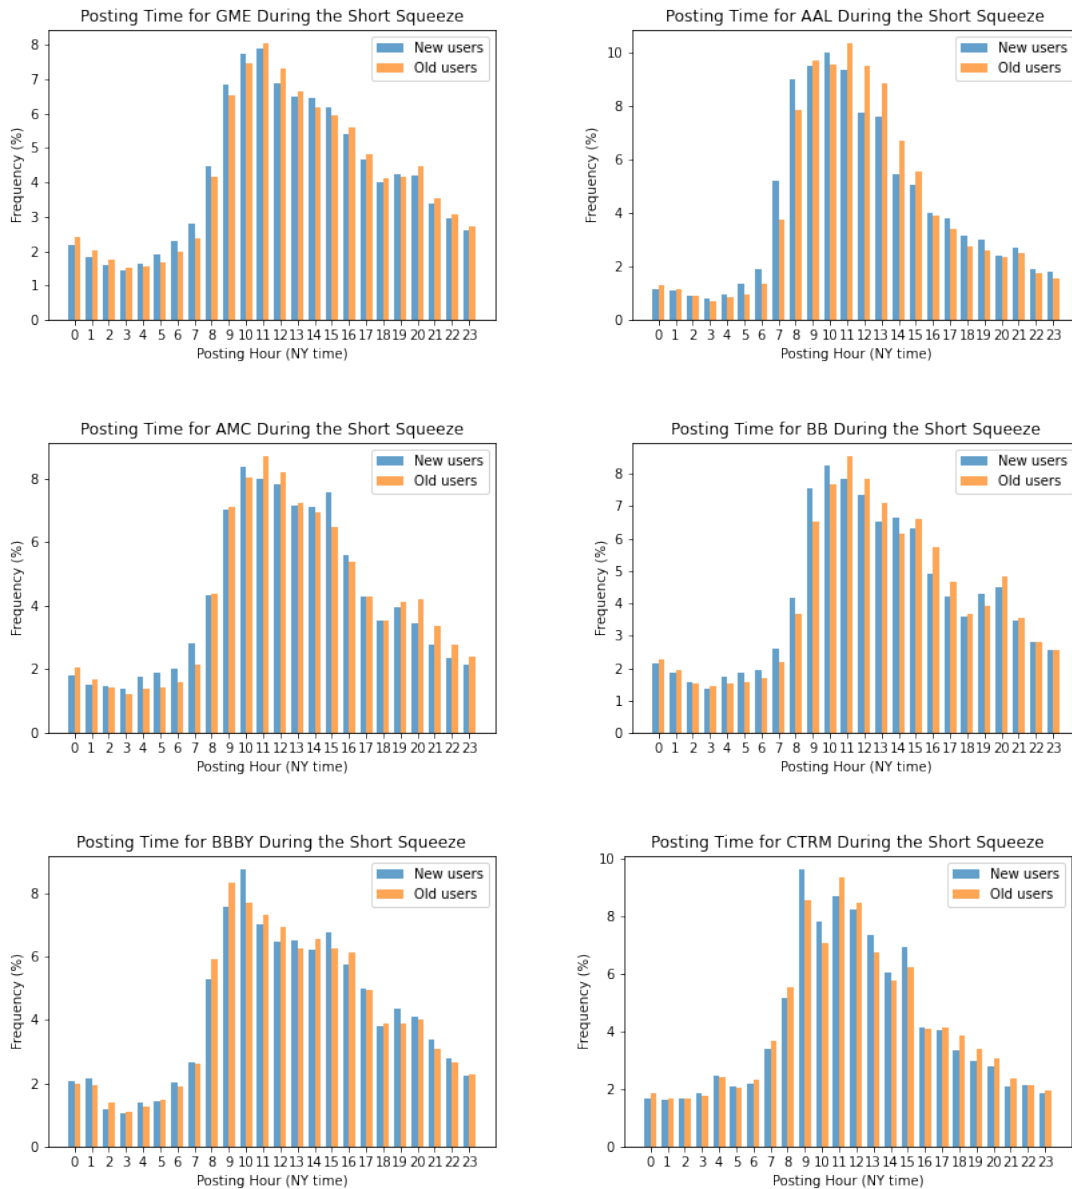 Posting Time for GME During the Short Squeeze
New users
Old users
Frequency (%)
8
7
6
5
4
3
2
1
0
0 1 2 3 4 5 6 7 8 9 10 11 12 13 14 15 16 17 18 19 20 21 22 23
Posting Hour (NY time)
Posting Time for AAL During the Short Squeeze
New users
Old users
Frequency (%)
10
8
6
4
2
0
0 1 2 3 4 5 6 7 8 9 10 11 12 13 14 15 16 17 18 19 20 21 22 23
Posting Hour (NY time)
Posting Time for AMC During the Short Squeeze
New users
Old users
Frequency (%)
8
6
4
2
0
0 1 2 3 4 5 6 7 8 9 10 11 12 13 14 15 16 17 18 19 20 21 22 23
Posting Hour (NY time)
Posting Time for BB During the Short Squeeze
New users
Old users
Frequency (%)
8
7
6
5
4
3
2
1
0
0 1 2 3 4 5 6 7 8 9 10 11 12 13 14 15 16 17 18 19 20 21 22 23
Posting Hour (NY time)
Posting Time for BBBY During the Short Squeeze
New users
Old users
Frequency (%)
8
6
4
2
0
0 1 2 3 4 5 6 7 8 9 10 11 12 13 14 15 16 17 18 19 20 21 22 23
Posting Hour (NY time)
Posting Time for CTRM During the Short Squeeze
New users
Old users
Frequency (%)
10
8
6
4
2
0
0 1 2 3 4 5 6 7 8 9 10 11 12 13 14 15 16 17 18 19 20 21 22 23
Posting Hour (NY time)